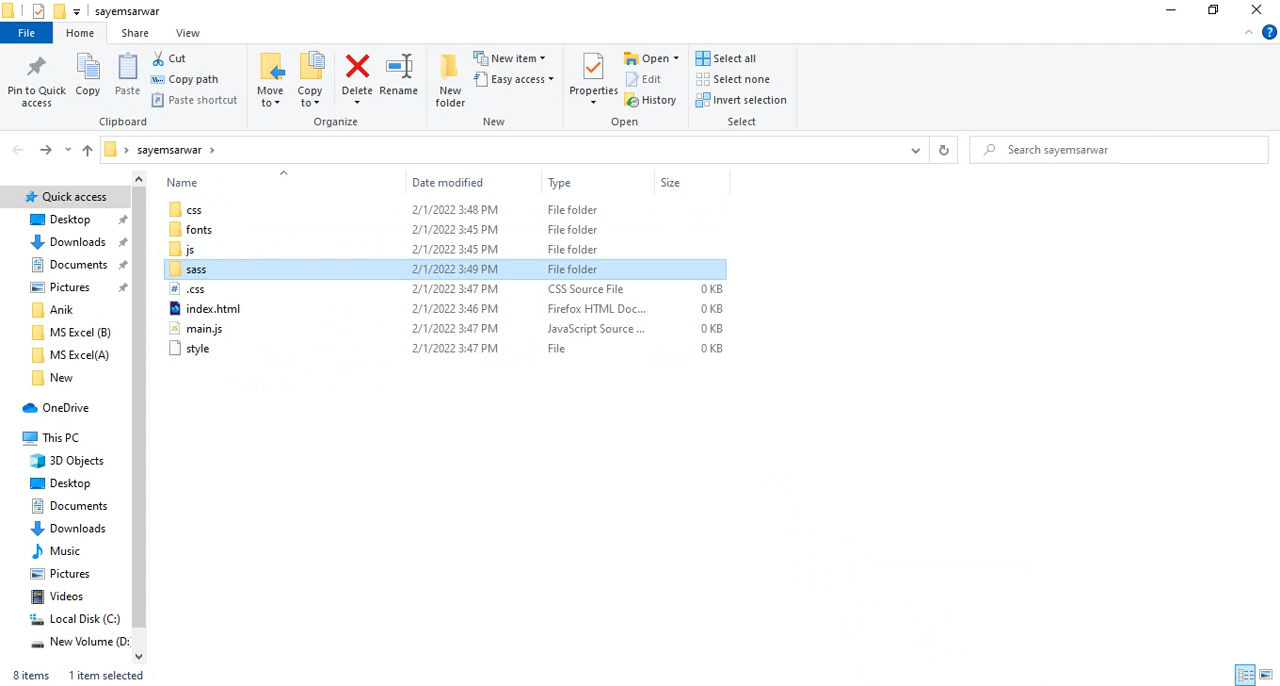 sayemsarwar
File Home Share View
Pin to Quick access
Copy
Paste
Cut
Copy path
Paste shortcut
Clipboard
Move to
Copy to
Delete
Rename
Organize
New folder
New item
Easy access
New
Properties
Open
Edit
History
Open
Select all
Select none
Invert selection
Select
sayemsarwar
Search sayemsarwar
Quick access
Desktop
Downloads
Documents
Pictures
Anik
MS Excel (B)
MS Excel(A)
New
OneDrive
This PC
3D Objects
Desktop
Documents
Downloads
Music
Pictures
Videos
Local Disk (C:)
New Volume (D:
Name Date modified Type Size
css 2/1/2022 3:48 PM File folder
fonts 2/1/2022 3:45 PM File folder
js 2/1/2022 3:45 PM File folder
sass 2/1/2022 3:49 PM File folder
.css 2/1/2022 3:47 PM CSS Source File 0 KB
index.html 2/1/2022 3:46 PM Firefox HTML Doc... 0 KB
main.js 2/1/2022 3:47 PM JavaScript Source ... 0 KB
style 2/1/2022 3:47 PM File 0 KB
8 items 1 item selected